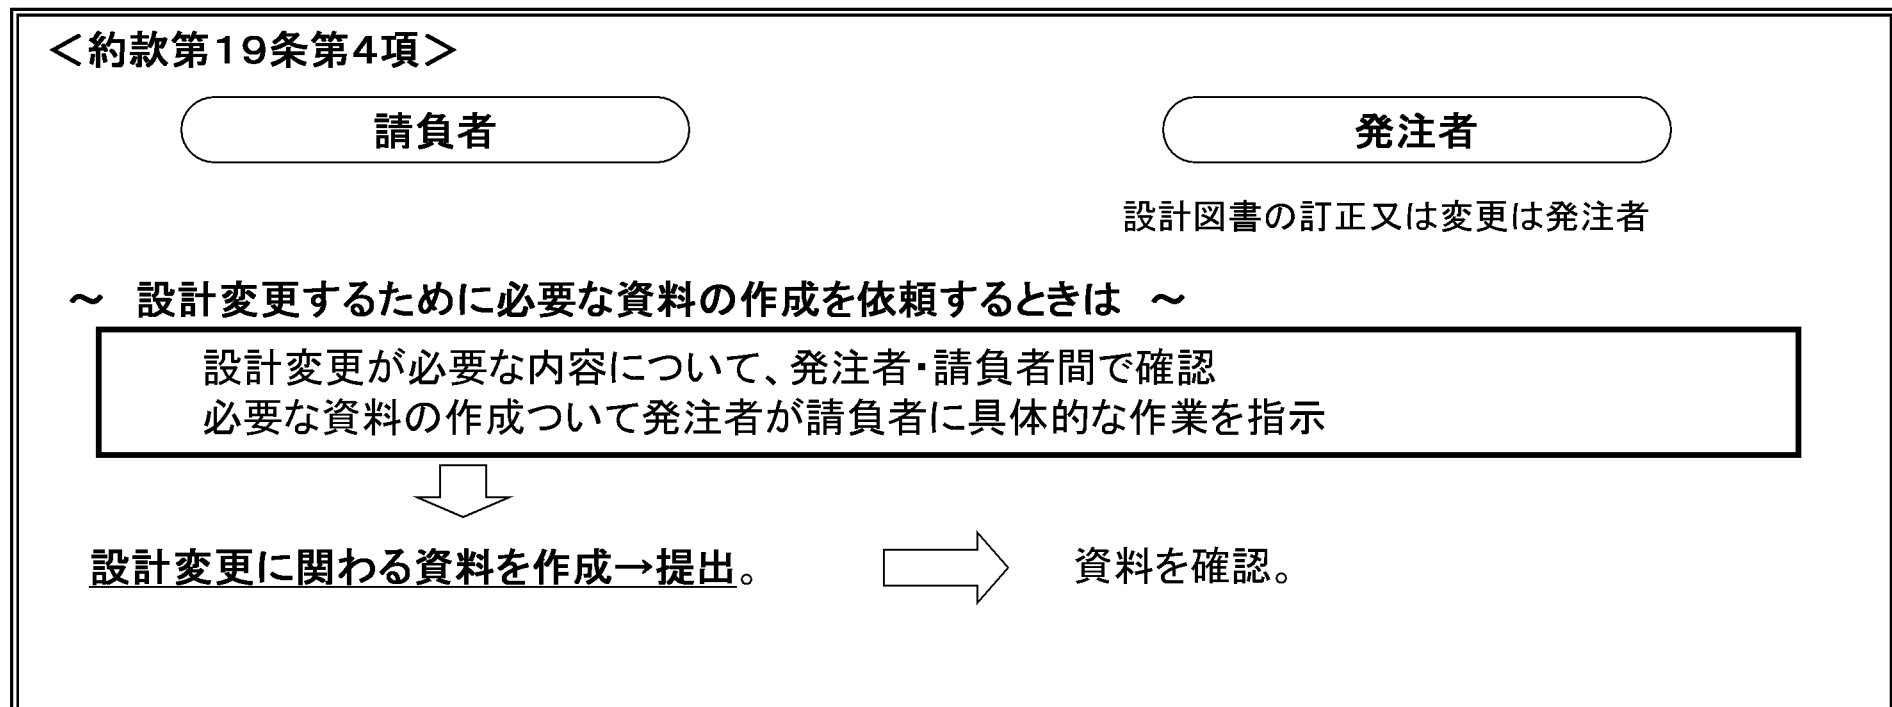 ＜約款第19条第4項＞
請負者
発注者
設計図書の訂正又は変更は発注者
～　設計変更するために必要な資料の作成を依頼するときは　～
設計変更が必要な内容について、発注者・請負者間で確認
必要な資料の作成ついて発注者が請負者に具体的な作業を指示
設計変更に関わる資料を作成→提出。
資料を確認。